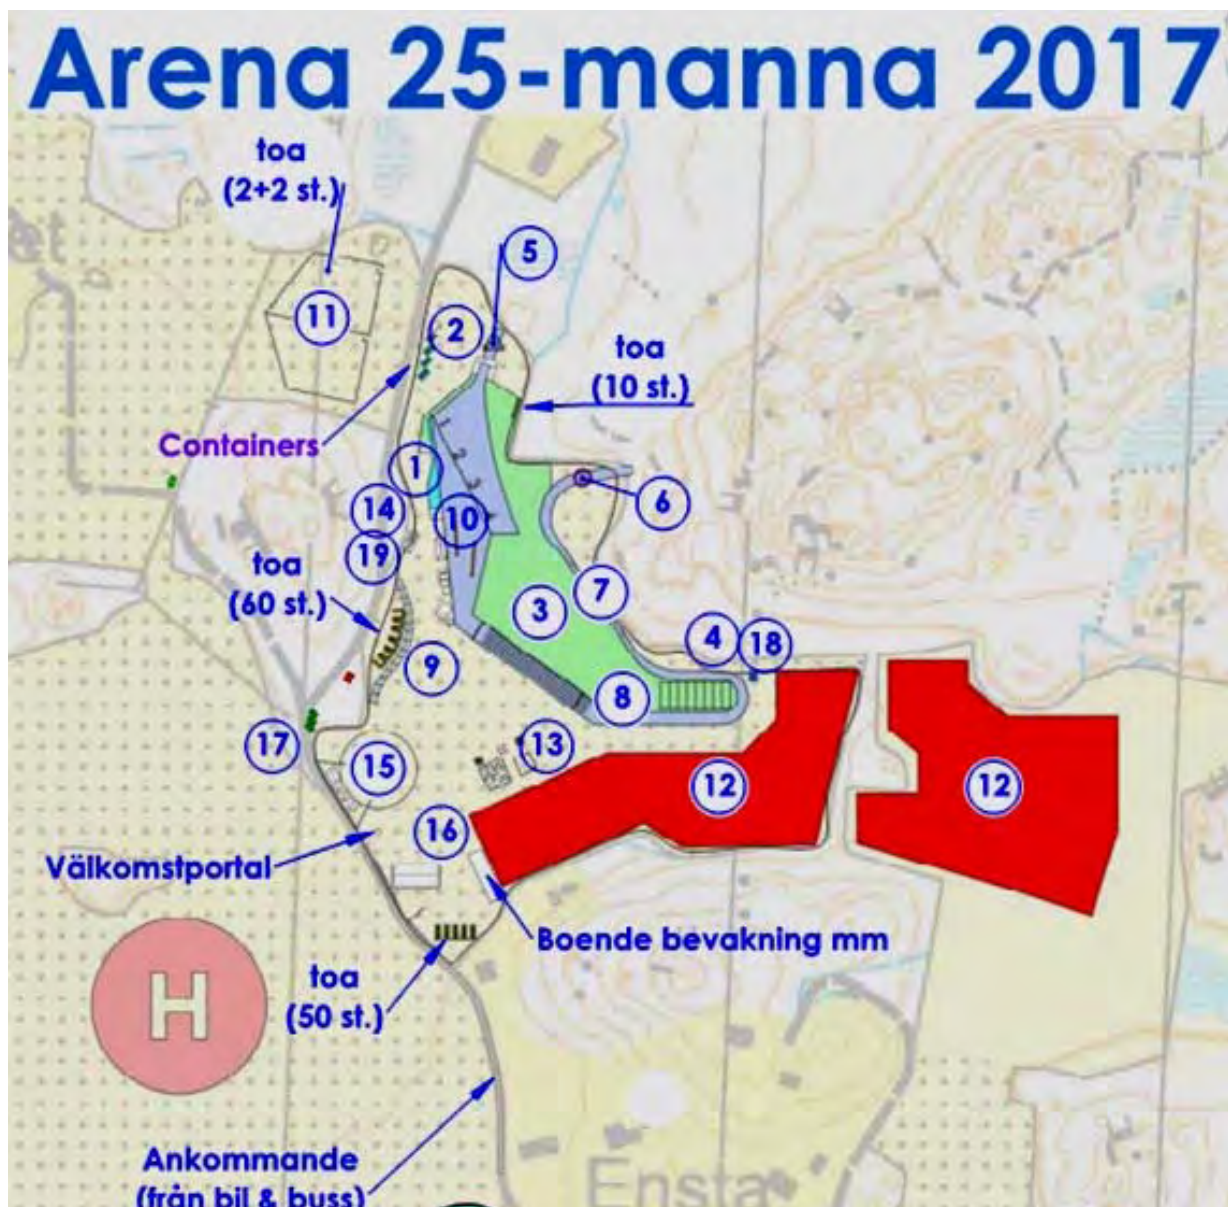 Arena 25-manna 2017
toa
(2+2 st.)
5
11
2
toa
(10 st.)
Containers
1
6
14
10
19
toa
(60 st.)
7
3
4
18
9
8
17
13
15
12
12
16
Välkomstportal
Boende bevakning mm
H
toa
(50 st.)
Ankommande
(från bil & buss)
Ensta